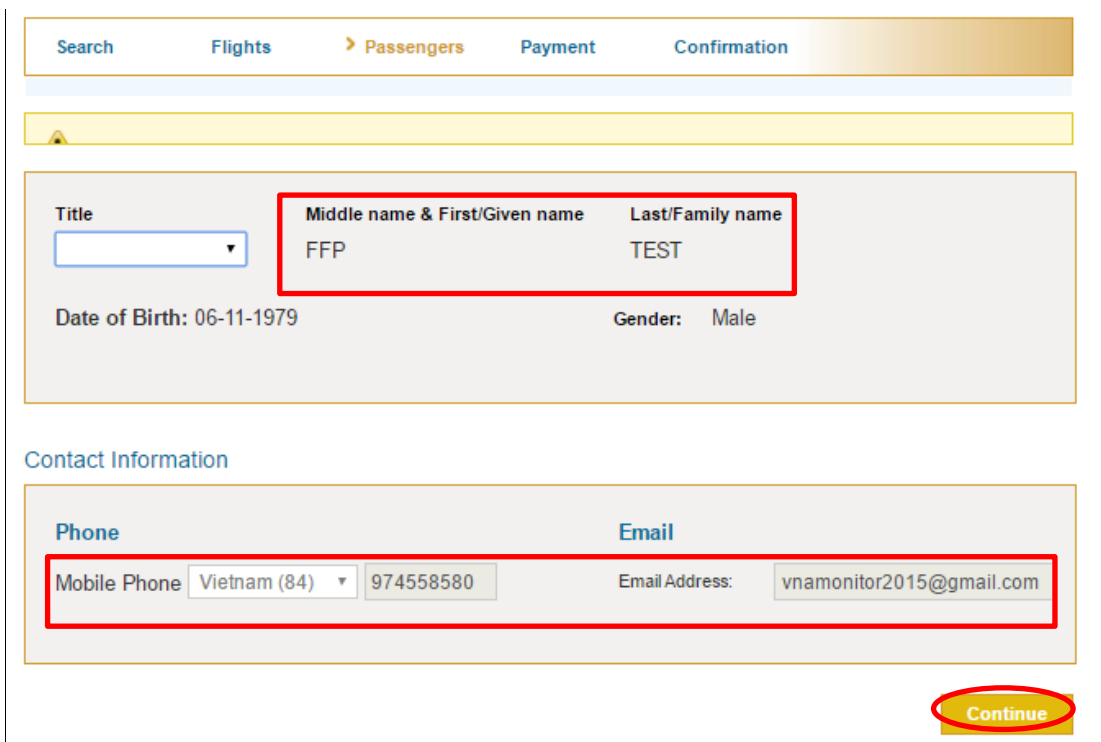 Search Flights Passengers Payment Confirmation
Title Middle name & First/Given name Last/Family name
FFP TEST
Date of Birth: 06-11-1979 Gender: Male
Contact Information
Phone Email
Mobile Phone Vietnam (84) 974558580 Email Address: vnamonitor2015@gmail.com
Continue